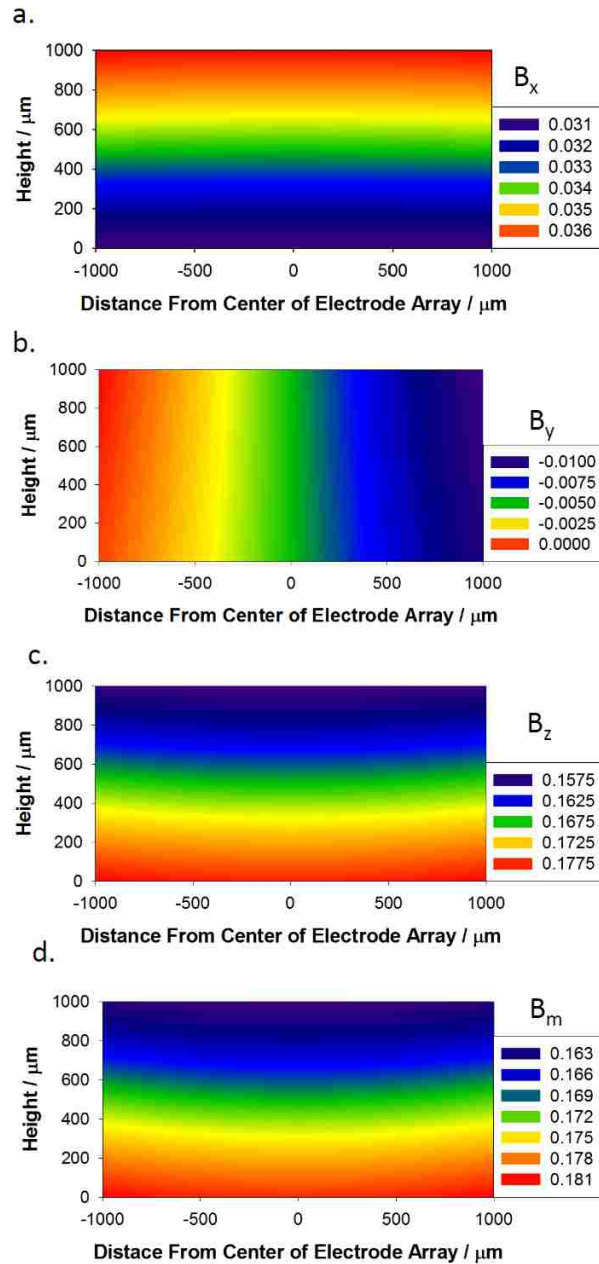 a.
1000
800
600
400
200
0
Height / μm
-1000 -500 0 500 1000
Distance From Center of Electrode Array / μm
Bx
0.031
0.032
0.033
0.034
0.035
0.036
b.
1000
800
600
400
200
0
Height / μm
-1000 -500 0 500 1000
Distance From Center of Electrode Array / μm
By
-0.0100
-0.0075
-0.0050
-0.0025
0.0000
c.
1000
800
600
400
200
0
Height / μm
-1000 -500 0 500 1000
Distance From Center of Electrode Array / μm
Bz
0.1575
0.1625
0.1675
0.1725
0.1775
d.
1000
800
600
400
200
0
Height / μm
-1000 -500 0 500 1000
Distace From Center of Electrode Array / μm
Bm
0.163
0.166
0.169
0.172
0.175
0.178
0.181